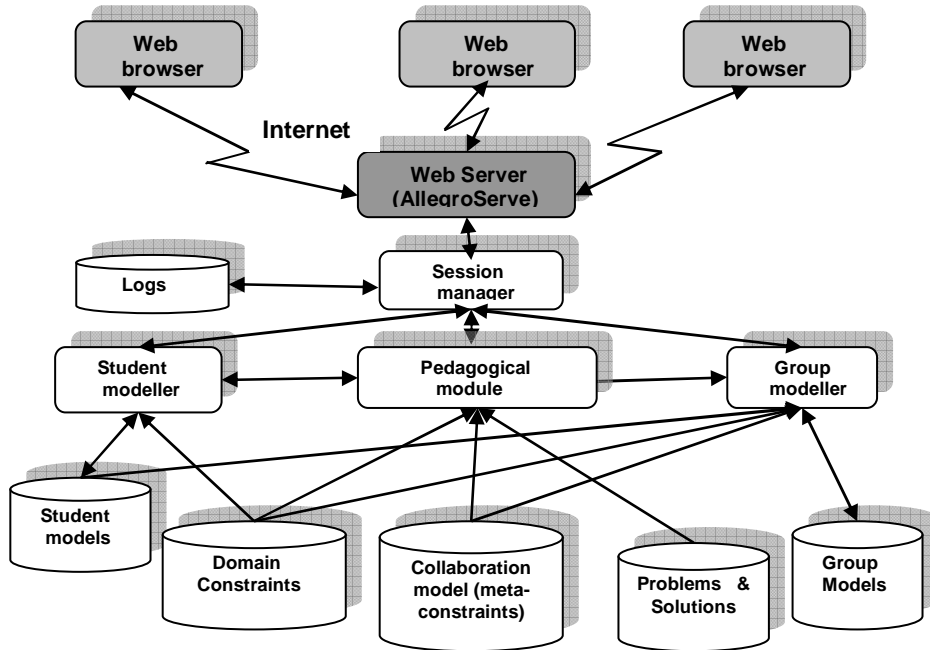 Web
browser
Web
browser
Web
browser
Internet
Web Server
(AllegroServe)
Session
manager
Logs
Student
modeller
Pedagogical
module
Group
modeller
Student
models
Domain
Constraints
Collaboration
model (meta-
constraints)
Problems &
Solutions
Group
Models